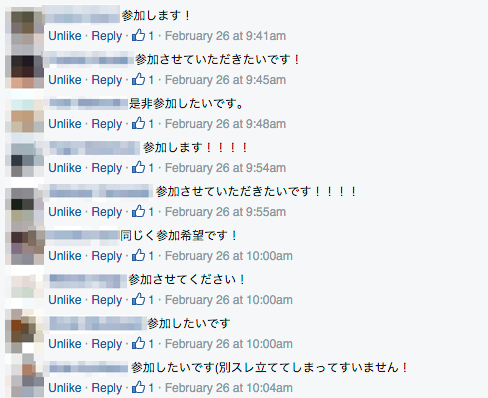 参加します！
Unlike · Reply · 1 · February 26 at 9:41am
参加させていただきたいです！
Unlike · Reply · 1 · February 26 at 9:45am
是非参加したいです。
Unlike · Reply · 1 · February 26 at 9:48am
参加します！！！！
Unlike · Reply · 1 · February 26 at 9:54am
参加させていただきたいです！！！！
Unlike · Reply · 1 · February 26 at 9:55am
同じく参加希望です！
Unlike · Reply · 1 · February 26 at 10:00am
参加させてください！
Unlike · Reply · 1 · February 26 at 10:00am
参加したいです
Unlike · Reply · 1 · February 26 at 10:00am
参加したいです(別スレ立ててしまってすいません！
Unlike · Reply · 1 · February 26 at 10:04am